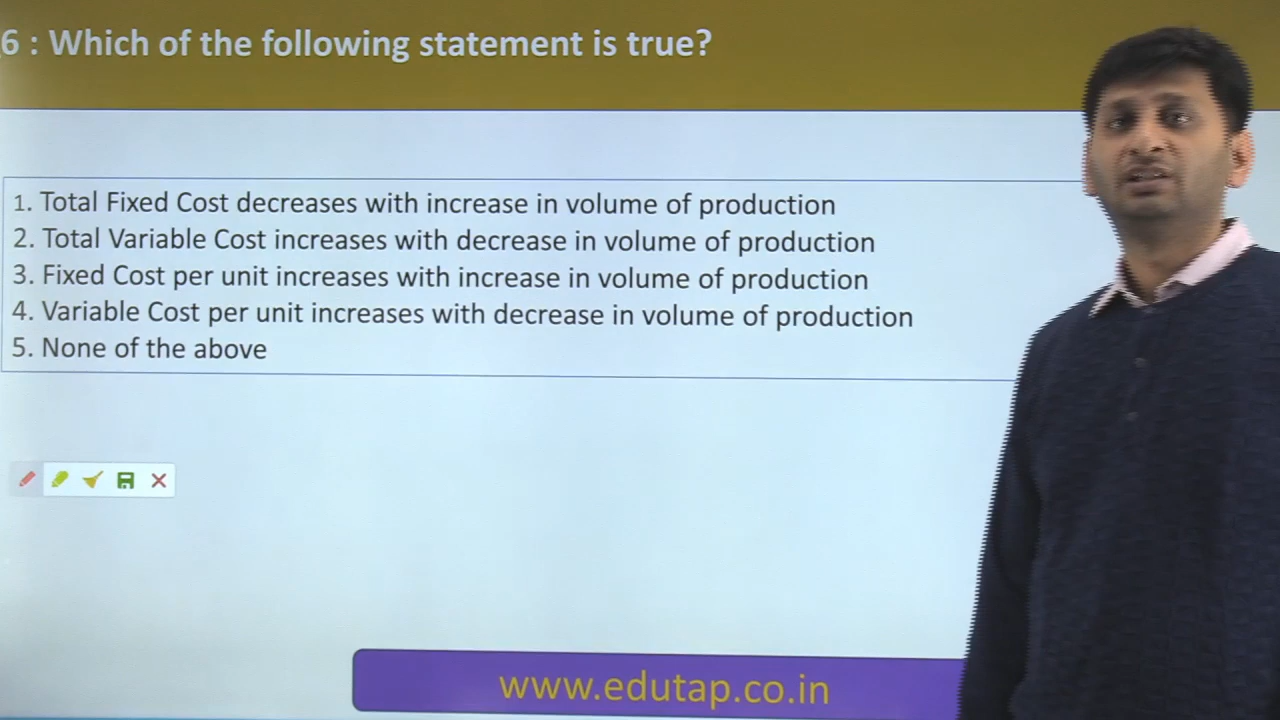 6 : Which of the following statement is true?
1. Total Fixed Cost decreases with increase in volume of production
2. Total Variable Cost increases with decrease in volume of production
3. Fixed Cost per unit increases with increase in volume of production
4. Variable Cost per unit increases with decrease in volume of production
5. None of the above
www.edutap.co.in